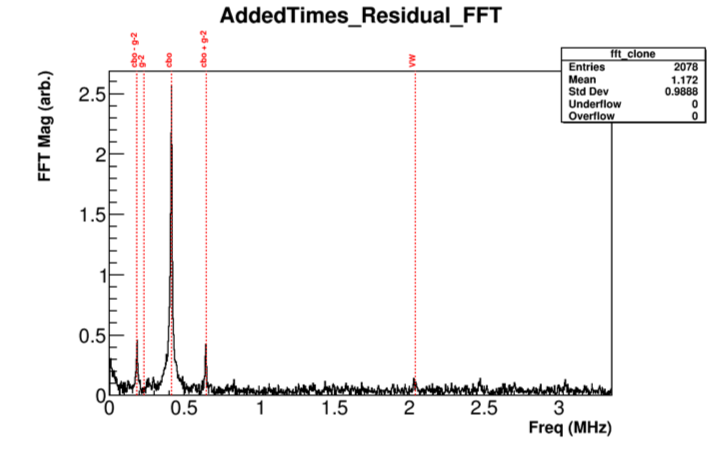 AddedTimes_Residual_FFT
cbo - g-2
g-2
cbo
cbo + g-2
VW
fft_clone
Entries 2078
Mean 1.172
Std Dev 0.9888
Underflow 0
Overflow 0
FFT Mag (arb.)
2.5
2
1.5
1
0.5
0
0 0.5 1 1.5 2 2.5 3
Freq (MHz)